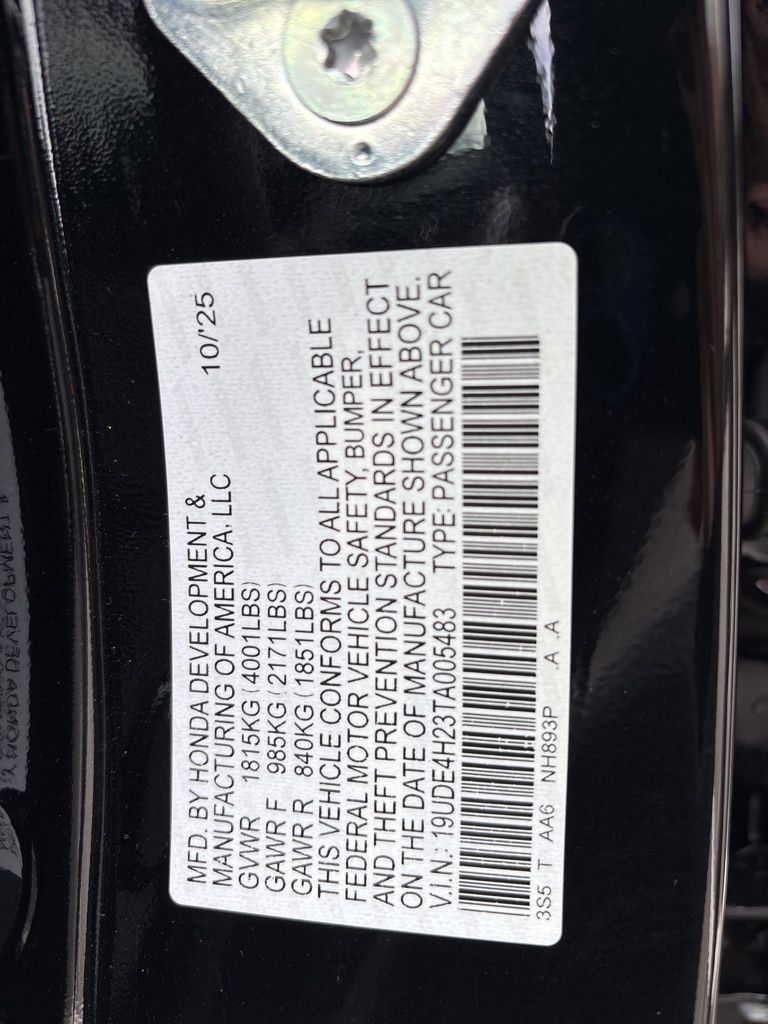 MFD. BY HONDA DEVELOPMENT &
MANUFACTURING OF AMERICA, LLC 10/'25
GVWR 1815KG (4001LBS)
GAWR F 985KG (2171LBS)
GAWR R 840KG (1851LBS)
THIS VEHICLE CONFORMS TO ALL APPLICABLE
FEDERAL MOTOR VEHICLE SAFETY, BUMPER,
AND THEFT PREVENTION STANDARDS IN EFFECT
ON THE DATE OF MANUFACTURE SHOWN ABOVE.
V.I.N.: 19UDE4H23TA005483 TYPE: PASSENGER CAR
3S5 T AA6 NH893P .A .A